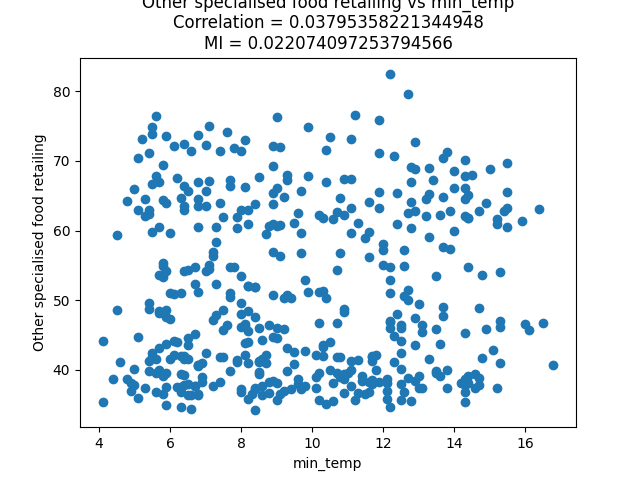 Other specialised food retailing vs min_temp
Correlation = 0.03795358221344948
MI = 0.022074097253794566
Other specialised food retailing
80
70
60
50
40
4 6 8 10 12 14 16
min_temp